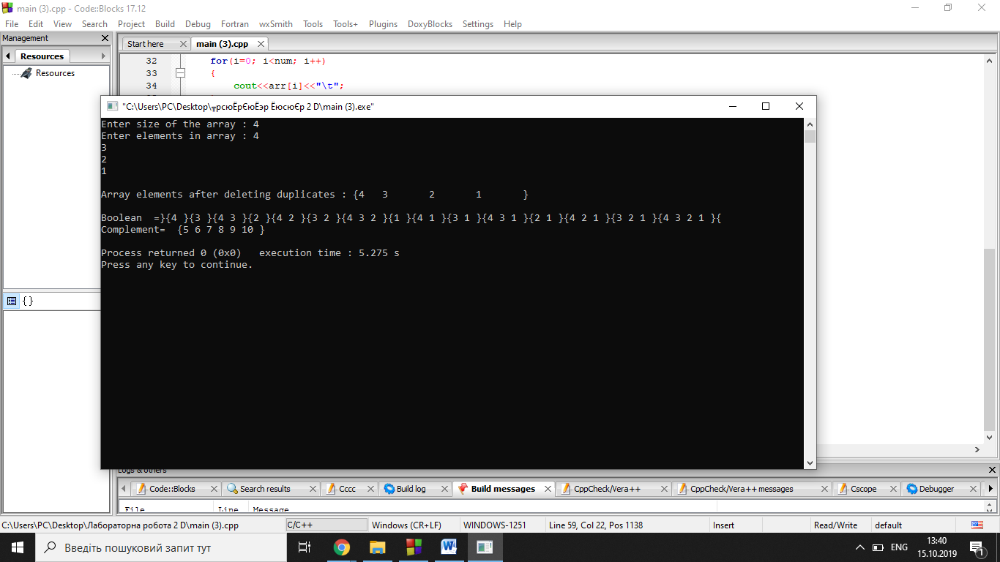 main (3).cpp - Code::Blocks 17.12
File Edit View Search Project Build Debug Fortran wxSmith Tools Tools+ Plugins DoxyBlocks Settings Help
Management
Resources
Resources
{}
Start here main (3).cpp
32 for(i=0; i<num; i++)
33 {
34 cout<<arr[i]<<"\t";
"C:\Users\PC\Desktop\╦рсюЁрЄюЁэр ЁюсюЄр 2 D\main (3).exe"
Enter size of the array : 4
Enter elements in array : 4
3
2
1
Array elements after deleting duplicates : {4 3 2 1 }
Boolean =}{4 }{3 }{4 3 }{2 }{4 2 }{3 2 }{4 3 2 }{1 }{4 1 }{3 1 }{4 3 1 }{2 1 }{4 2 1 }{3 2 1 }{4 3 2 1 }{
Complement= {5 6 7 8 9 10 }
Process returned 0 (0x0) execution time : 5.275 s
Press any key to continue.
Logs & others
Code::Blocks Search results Cccc Build log Build messages CppCheck/Vera++ CppCheck/Vera++ messages Cscope Debugger
File Line Message
C:\Users\PC\Desktop\Лабораторна робота 2 D\main (3).cpp C/C++ Windows (CR+LF) WINDOWS-1251 Line 59, Col 22, Pos 1138 Insert Read/Write default
Введіть пошуковий запит тут
ENG
13:40
15.10.2019
1